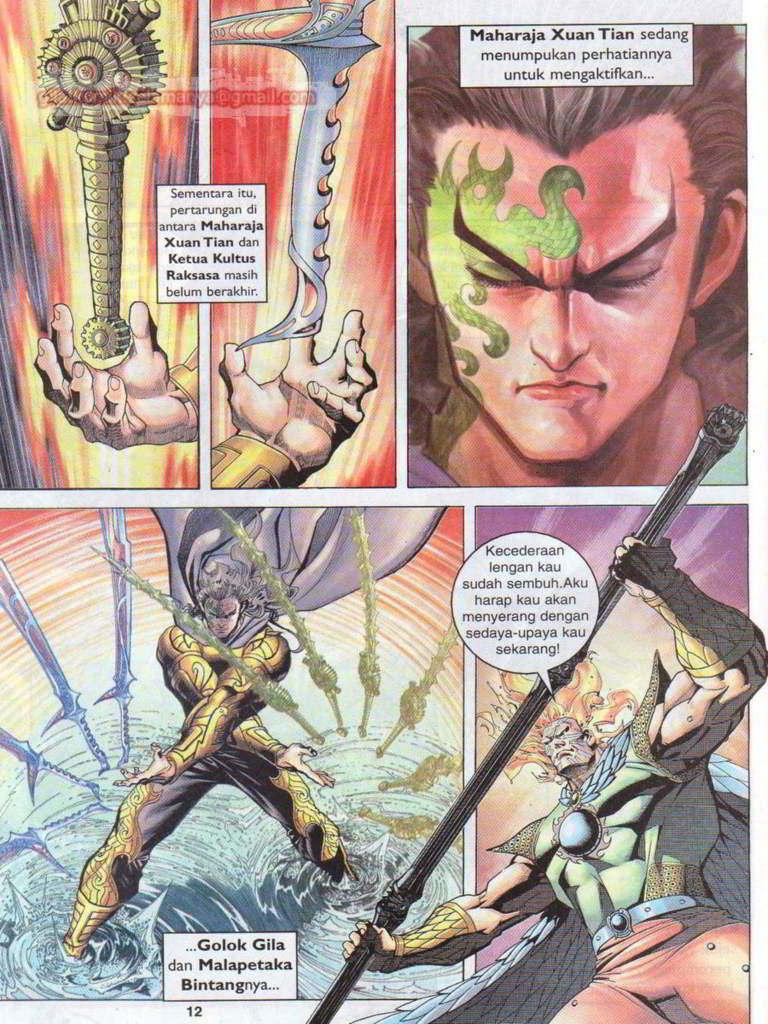 Sementara itu,
pertarungan di
antara Maharaja
Xuan Tian dan
Ketua Kultus
Raksasa masih
belum berakhir.
Maharaja Xuan Tian sedang
menumpukan perhatiannya
untuk mengaktifkan...
...Golok Gila
dan Malapetaka
Bintangnya...
Kecederaan
lengan kau
sudah sembuh.Aku
harap kau akan
menyerang dengan
sedaya-upaya kau
sekarang!
12